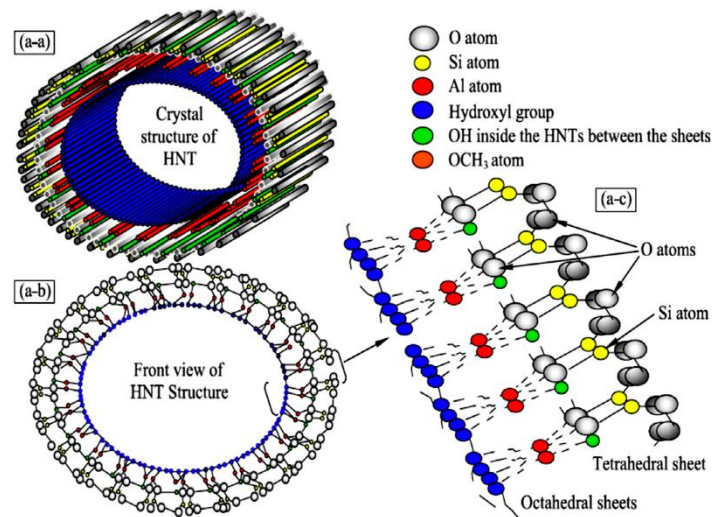 (a-a)
Crystal
structure of
HNT
O atom
Si atom
Al atom
Hydroxyl group
OH inside the HNTs between the sheets
OCH₃ atom
(a-b)
Front view of
HNT Structure
(a-c)
O atoms
Si atom
Tetrahedral sheet
Octahedral sheets